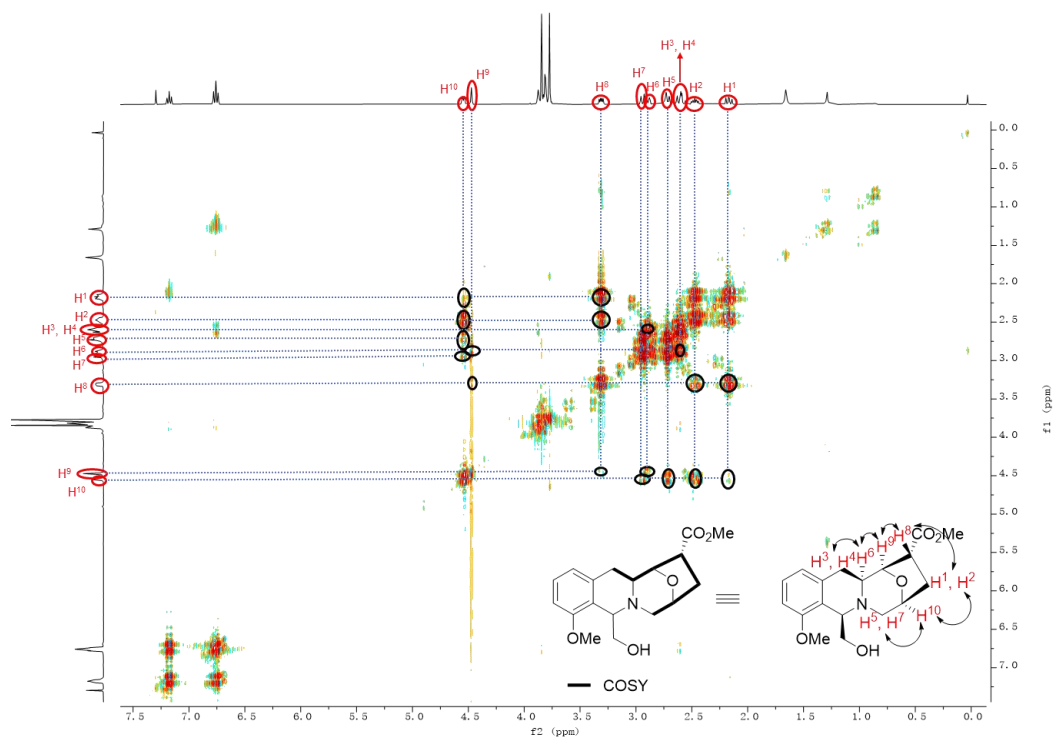 H³, H⁴
H¹⁰ H⁹ H⁸ H⁷ H⁶ H⁵ H² H¹
0.0
0.5
1.0
1.5
2.0
2.5
3.0
3.5
4.0
4.5
5.0
5.5
6.0
6.5
7.0
f1 (ppm)
H¹
H²
H³, H⁴
H⁵
H⁶
H⁷
H⁸
H⁹
H¹⁰
CO₂Me
O
N
OMe
OH
COSY
H⁸ CO₂Me
H⁹
H³, H⁴ H⁶
O H¹, H²
N
H⁵, H⁷ H¹⁰
OMe
OH
7.5 7.0 6.5 6.0 5.5 5.0 4.5 4.0 3.5 3.0 2.5 2.0 1.5 1.0 0.5 0.0
f2 (ppm)